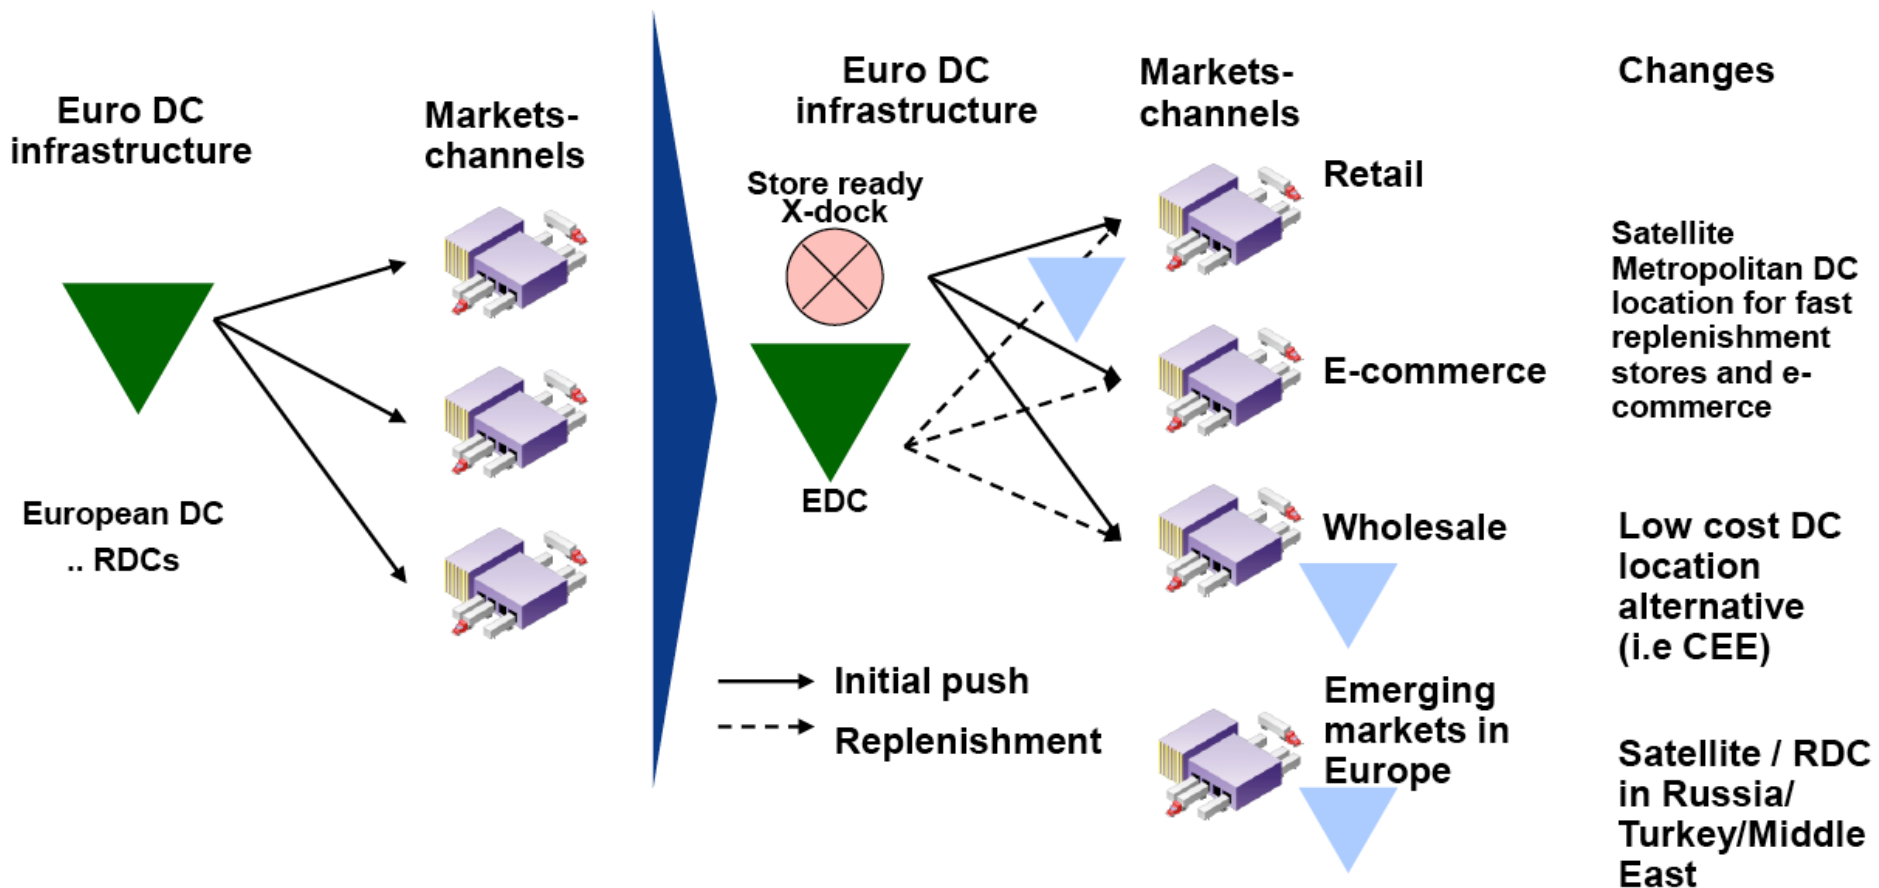 Euro DC
infrastructure
Markets-
channels
European DC
.. RDCs
Euro DC
infrastructure
Markets-
channels
Changes
Store ready
X-dock
EDC
Retail
E-commerce
Wholesale
Emerging
markets in
Europe
Initial push
Replenishment
Satellite
Metropolitan DC
location for fast
replenishment
stores and e-
commerce
Low cost DC
location
alternative
(i.e CEE)
Satellite / RDC
in Russia/
Turkey/Middle
East